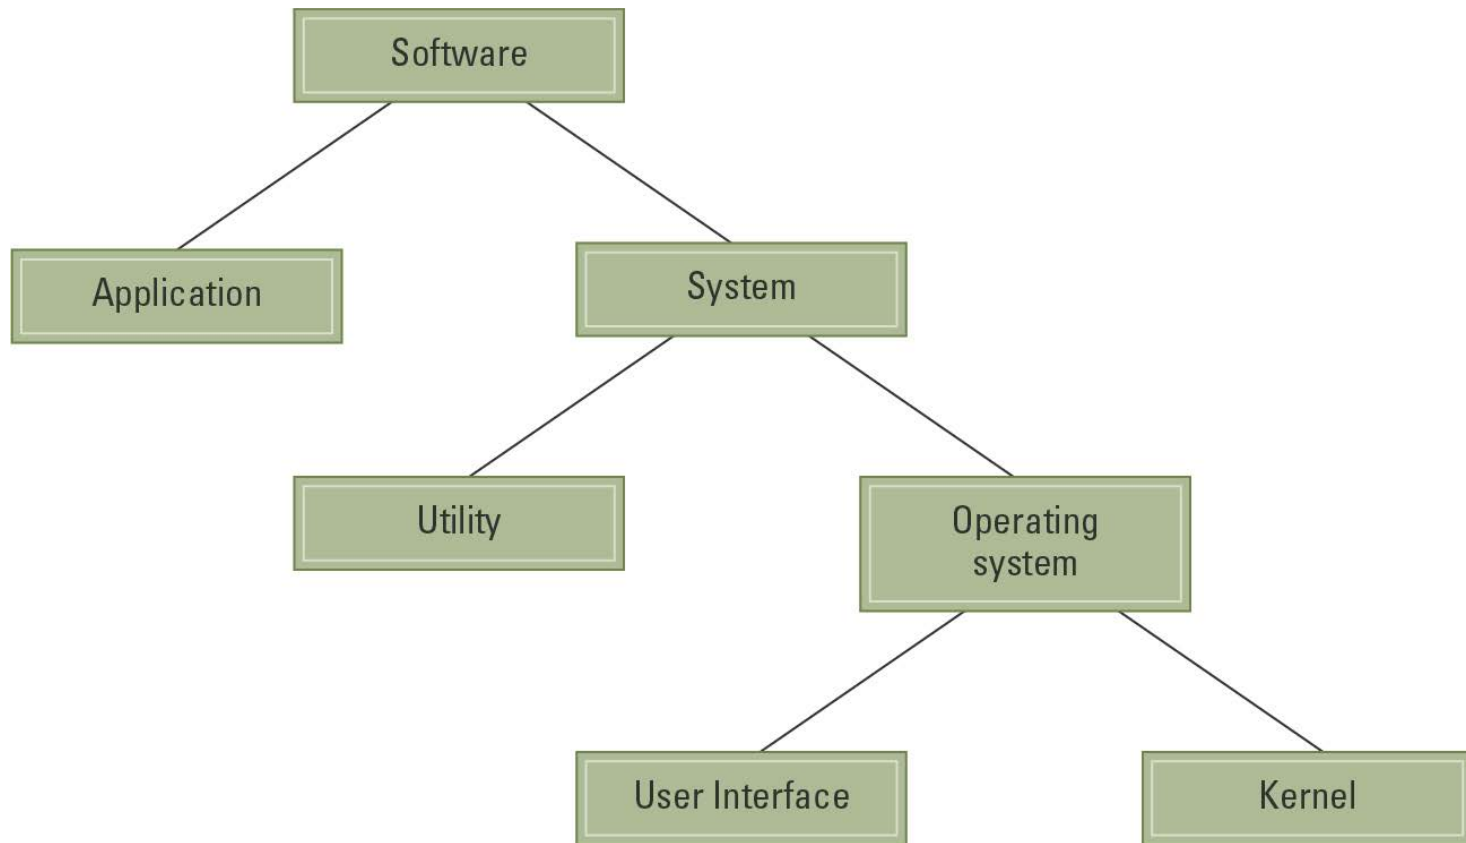 Software
Application
System
Utility
Operating
system
User Interface
Kernel